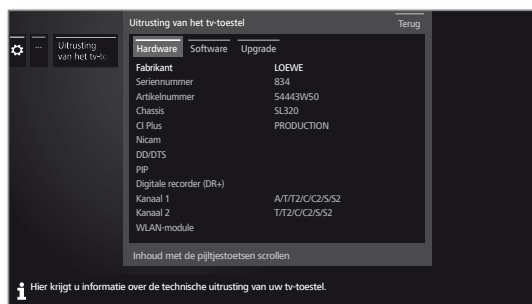 Uitrusting van het tv-toestel
Terug
...
Uitrusting
van het tv-to
Hardware Software Upgrade
Fabrikant LOEWE
Seriennummer 834
Artikelnummer 54443W50
Chassis SL320
CI Plus PRODUCTION
Nicam
DD/DTS
PIP
Digitale recorder (DR+)
Kanaal 1 A/T/T2/C/C2/S/S2
Kanaal 2 T/T2/C/C2/S/S2
WLAN-module
Inhoud met de pijltjestoetsen scrollen
Hier krijgt u informatie over de technische uitrusting van uw tv-toestel.